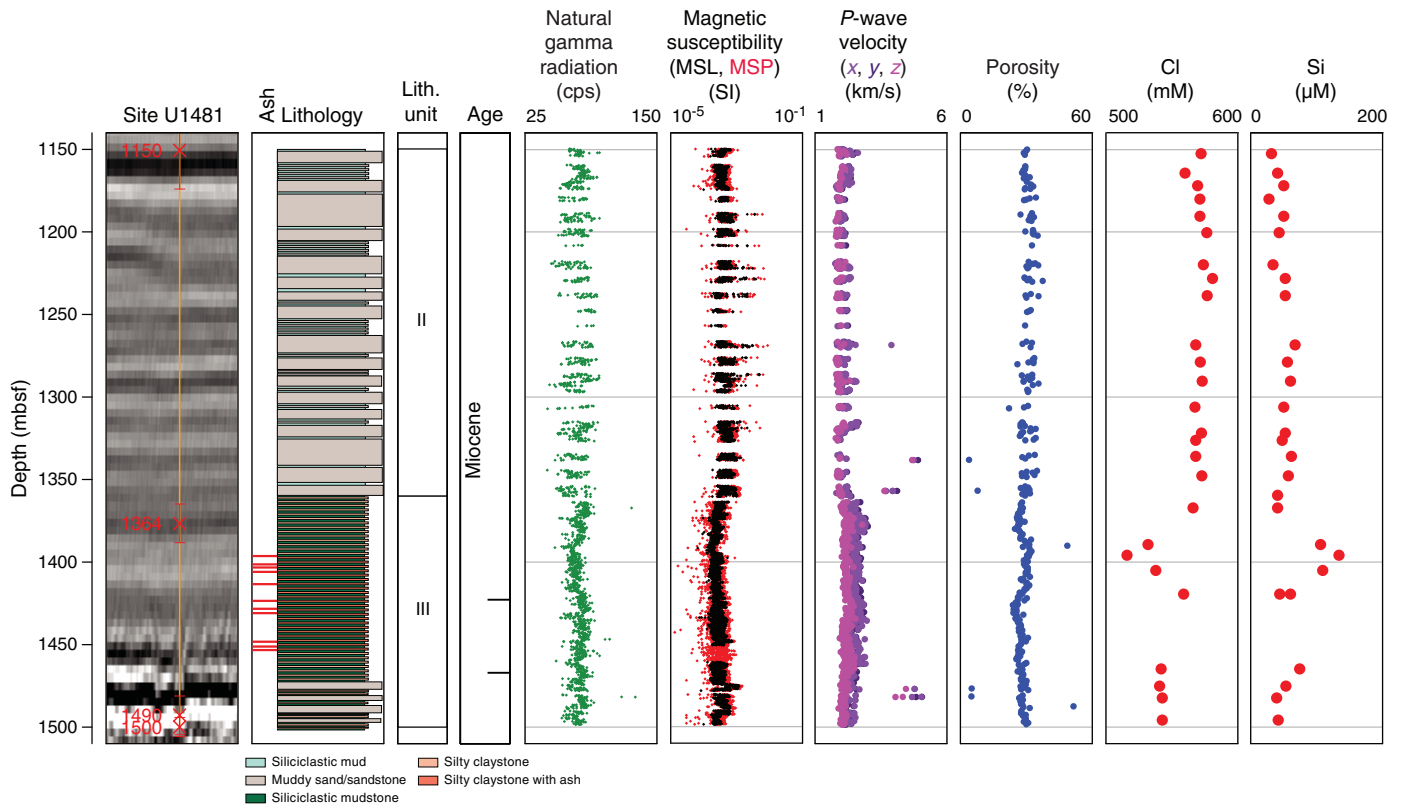 Natural
gamma
radiation
(cps)
Magnetic
susceptibility
(MSL, MSP)
(SI)
P-wave
velocity
(x, y, z)
(km/s)
Porosity
(%)
Cl
(mM)
Si
(µM)
Site U1481
Ash
Lithology
Lith.
unit
Age
25 150
10-5 10-1
1 6
0 60
500 600
0 200
Depth (mbsf)
1150
1200
1250
1300
1350
1400
1450
1500
1150
1364
1490
1500
II
III
Miocene
Siliciclastic mud
Muddy sand/sandstone
Siliciclastic mudstone
Silty claystone
Silty claystone with ash